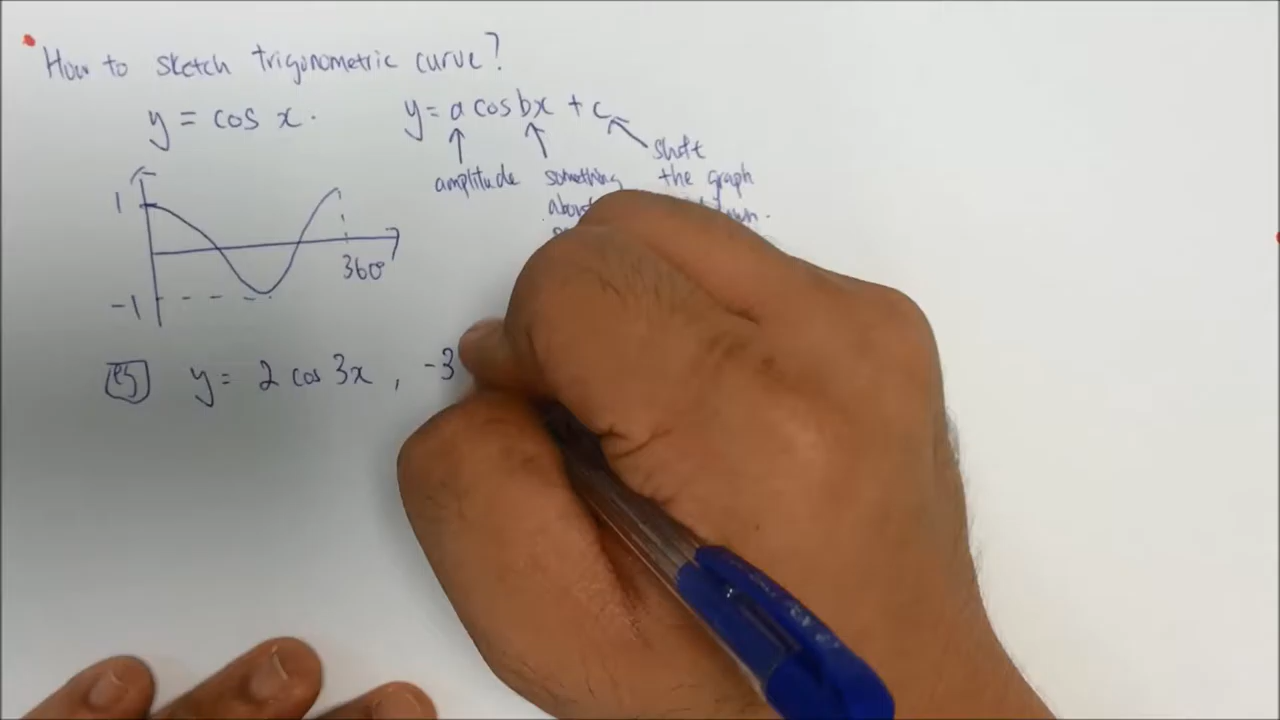 How to sketch trigonometric curve?
y = cos x. y = a cos bx + c
amplitude something shift
the graph
1
360°
-1
eg y = 2 cos 3x , -3